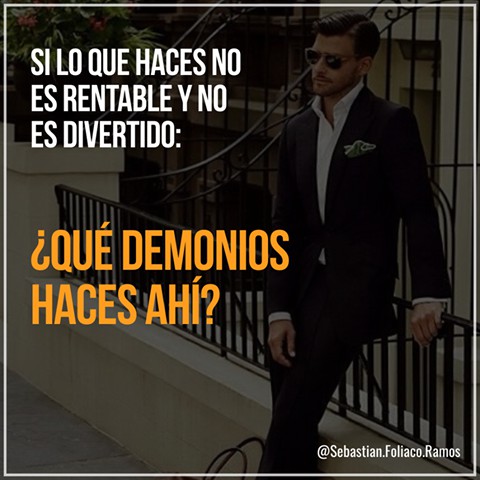 SI LO QUE HACES NO
ES RENTABLE Y NO
ES DIVERTIDO:
¿QUÉ DEMONIOS
HACES AHÍ?
@Sebastian.Foliaco.Ramos